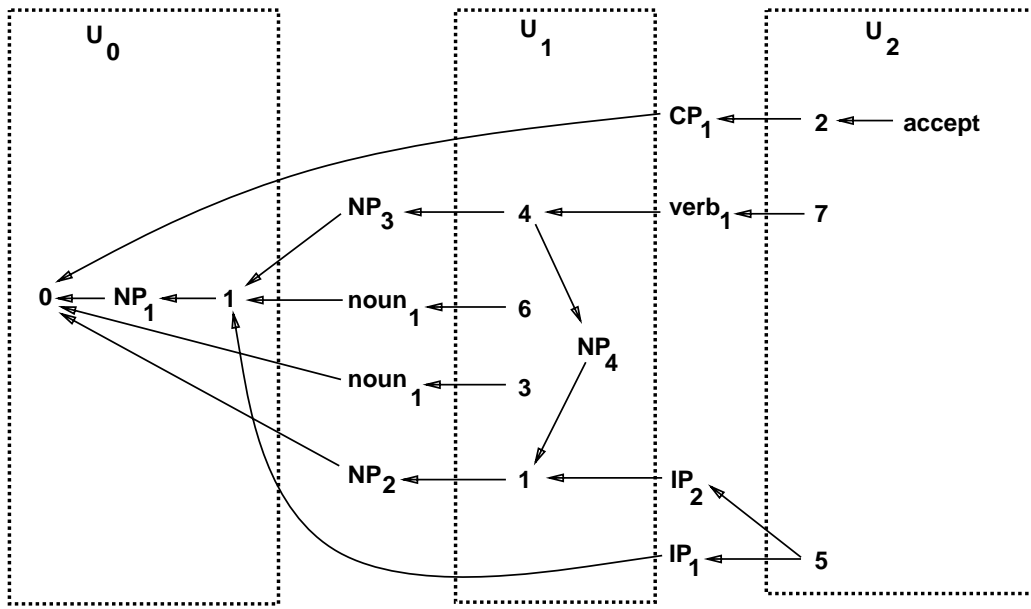 U0 U1 U2
CP1 2 accept
NP3 4 verb1 7
0 NP1 1 noun1 6
NP4
noun1 3
NP2 1 IP2
IP1 5